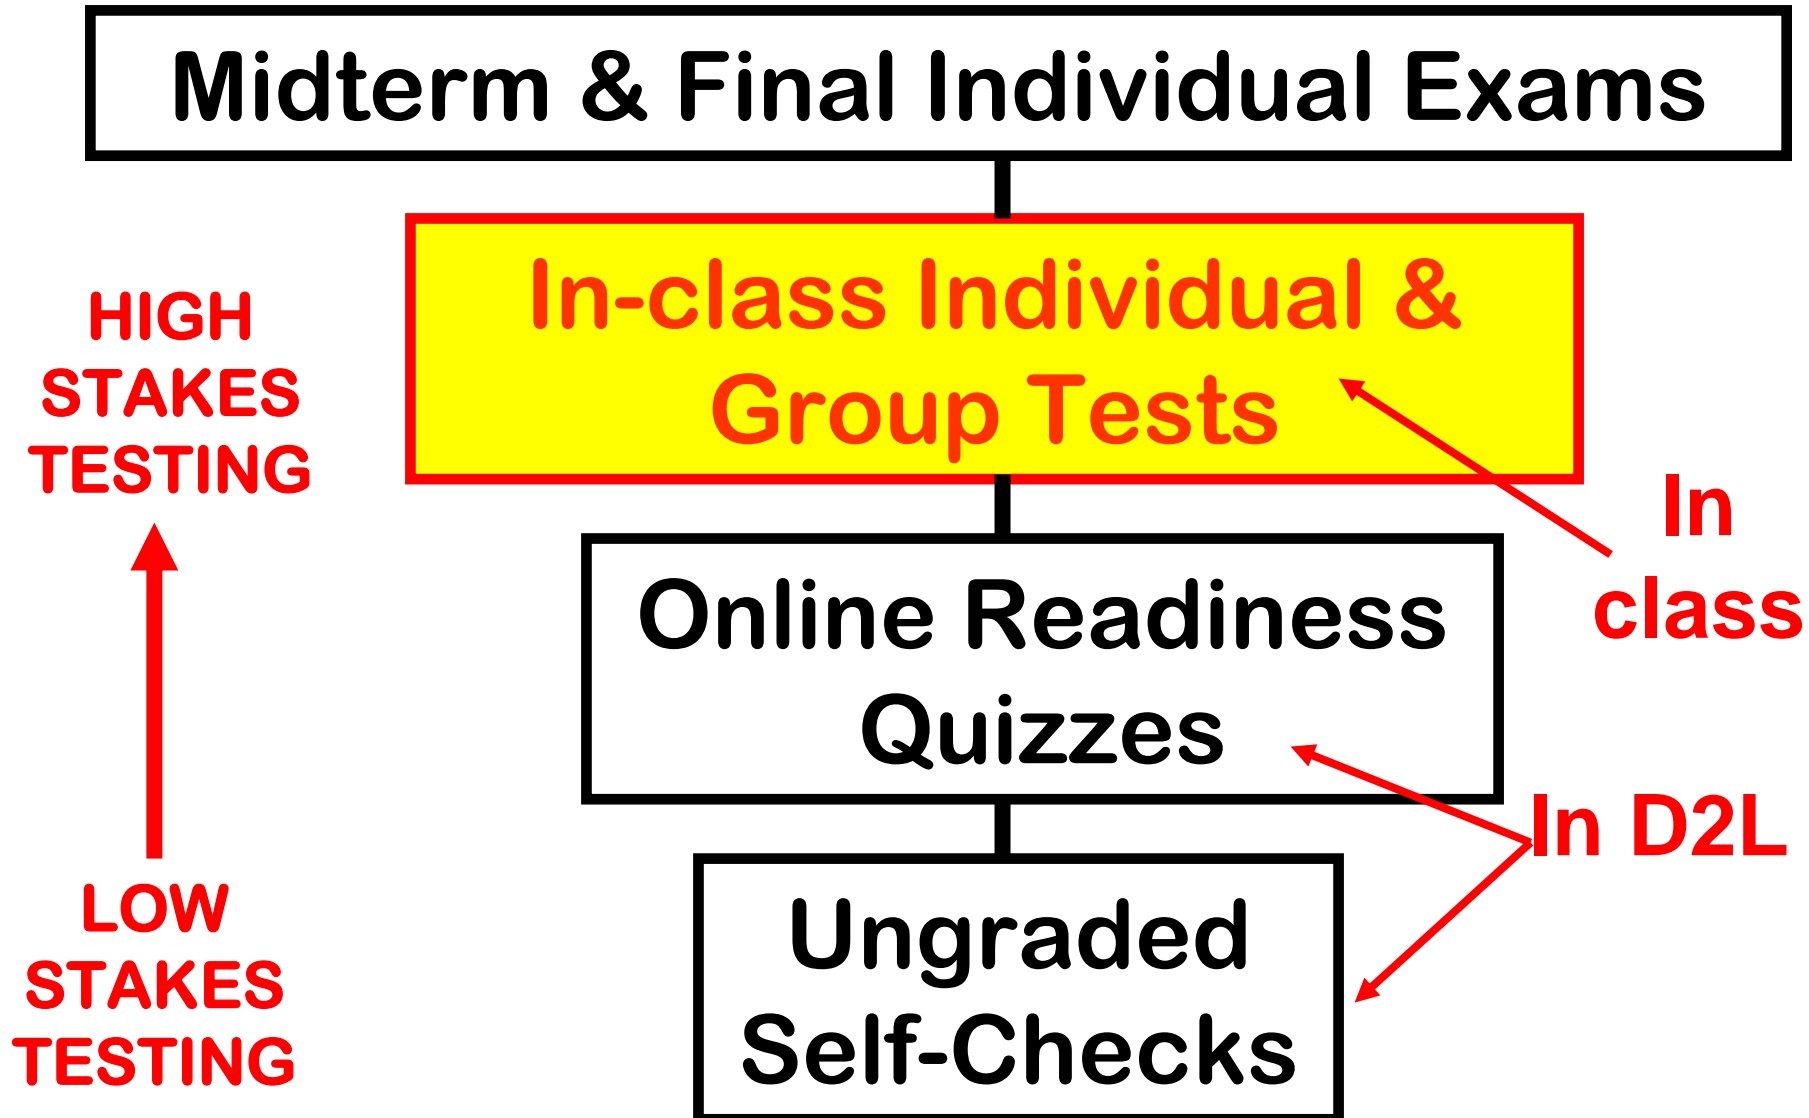 Midterm & Final Individual Exams
In-class Individual &
Group Tests
HIGH
STAKES
TESTING
In
class
Online Readiness
Quizzes
In D2L
LOW
STAKES
TESTING
Ungraded
Self-Checks